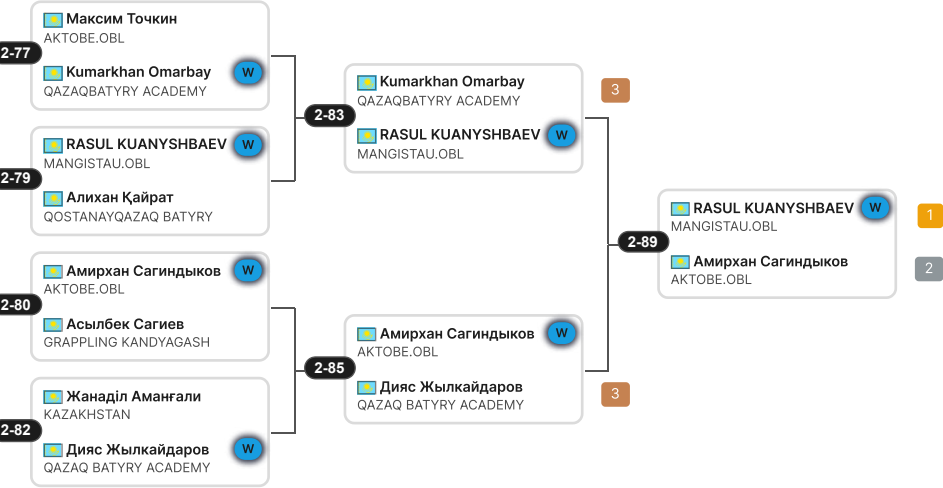 Максим Точкин
AKTOBE.OBL
2-77
Kumarkhan Omarbay W
QAZAQBATYRY ACADEMY
RASUL KUANYSHBAEV W
MANGISTAU.OBL
2-79
Алихан Қайрат
QOSTANAYQAZAQ BATYRY
Амирхан Сагиндыков W
AKTOBE.OBL
2-80
Асылбек Сагиев
GRAPPLING KANDYAGASH
Жанаділ Аманғали
KAZAKHSTAN
2-82
Дияс Жылкайдаров W
QAZAQ BATYRY ACADEMY
Kumarkhan Omarbay 3
QAZAQBATYRY ACADEMY
2-83
RASUL KUANYSHBAEV W
MANGISTAU.OBL
Амирхан Сагиндыков W
AKTOBE.OBL
2-85
Дияс Жылкайдаров 3
QAZAQ BATYRY ACADEMY
RASUL KUANYSHBAEV W 1
MANGISTAU.OBL
2-89
Амирхан Сагиндыков 2
AKTOBE.OBL